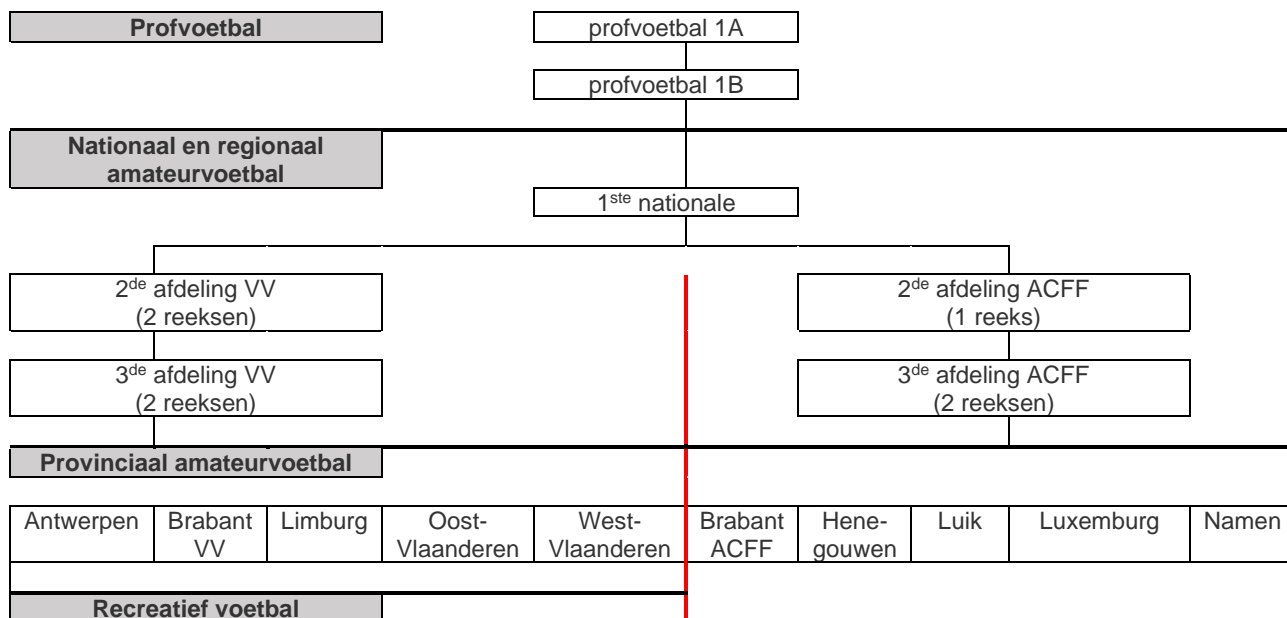 Profvoetbal
profvoetbal 1A
profvoetbal 1B
Nationaal en regionaal
amateurvoetbal
1ste nationale
2de afdeling VV
(2 reeksen)
2de afdeling ACFF
(1 reeks)
3de afdeling VV
(2 reeksen)
3de afdeling ACFF
(2 reeksen)
Provinciaal amateurvoetbal
Antwerpen
Brabant
VV
Limburg
Oost-
Vlaanderen
West-
Vlaanderen
Brabant
ACFF
Hene-
gouwen
Luik
Luxemburg
Namen
Recreatief voetbal